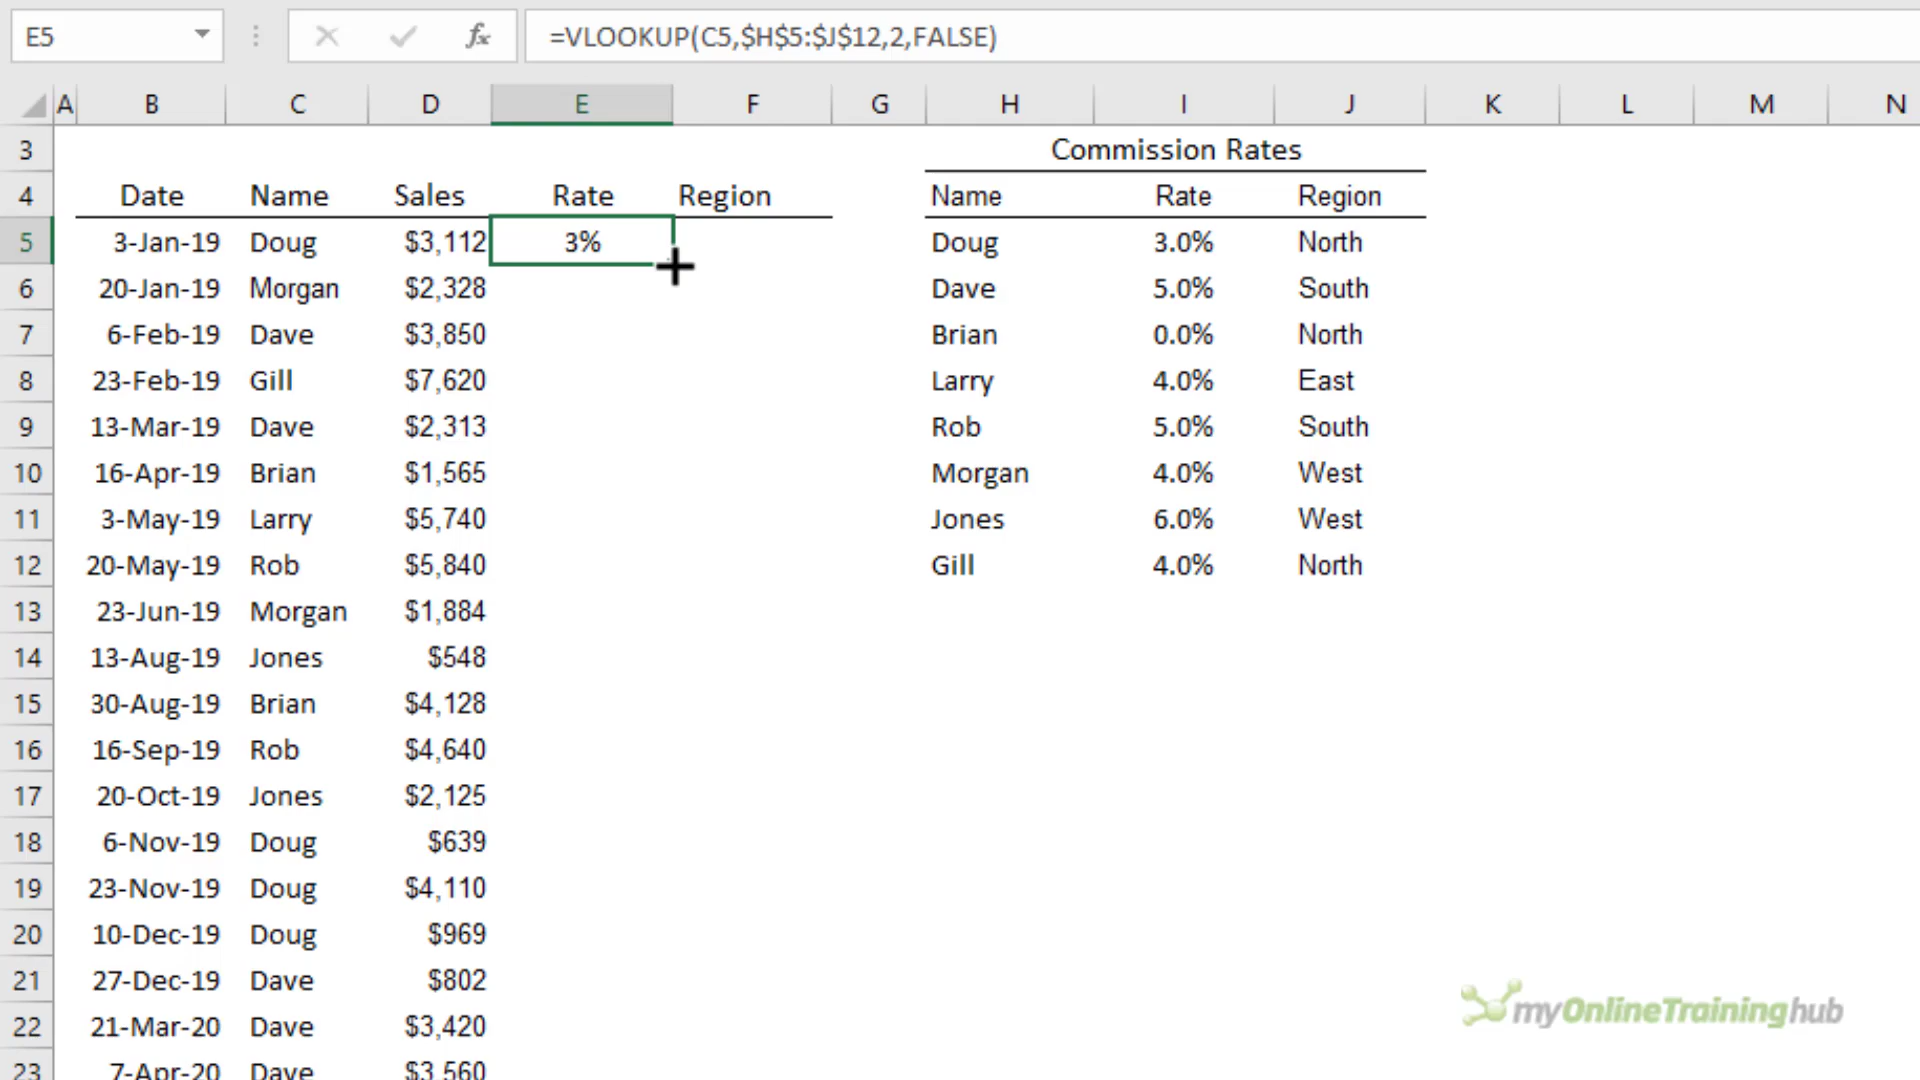 E5 fx =VLOOKUP(C5,$H$5:$J$12,2,FALSE)
A B C D E F G H I J K L M N
3 Commission Rates
4 Date Name Sales Rate Region Name Rate Region
5 3-Jan-19 Doug $3,112 3% Doug 3.0% North
6 20-Jan-19 Morgan $2,328 Dave 5.0% South
7 6-Feb-19 Dave $3,850 Brian 0.0% North
8 23-Feb-19 Gill $7,620 Larry 4.0% East
9 13-Mar-19 Dave $2,313 Rob 5.0% South
10 16-Apr-19 Brian $1,565 Morgan 4.0% West
11 3-May-19 Larry $5,740 Jones 6.0% West
12 20-May-19 Rob $5,840 Gill 4.0% North
13 23-Jun-19 Morgan $1,884
14 13-Aug-19 Jones $548
15 30-Aug-19 Brian $4,128
16 16-Sep-19 Rob $4,640
17 20-Oct-19 Jones $2,125
18 6-Nov-19 Doug $639
19 23-Nov-19 Doug $4,110
20 10-Dec-19 Doug $969
21 27-Dec-19 Dave $802
22 21-Mar-20 Dave $3,420
23 7-Apr-20 Dave $3,560
myOnlineTraininghub